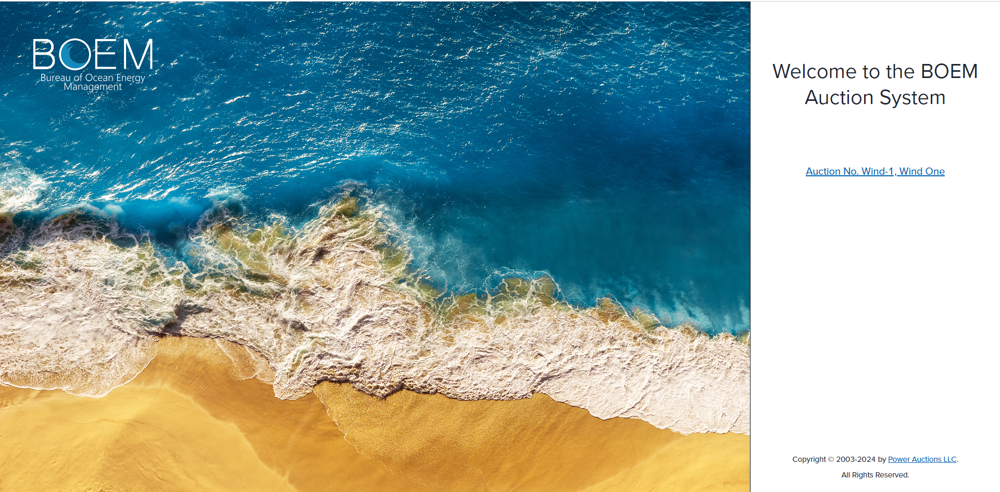 BOEM
Bureau of Ocean Energy
Management
Welcome to the BOEM
Auction System
Auction No. Wind-1, Wind One
Copyright © 2003-2024 by Power Auctions LLC.
All Rights Reserved.